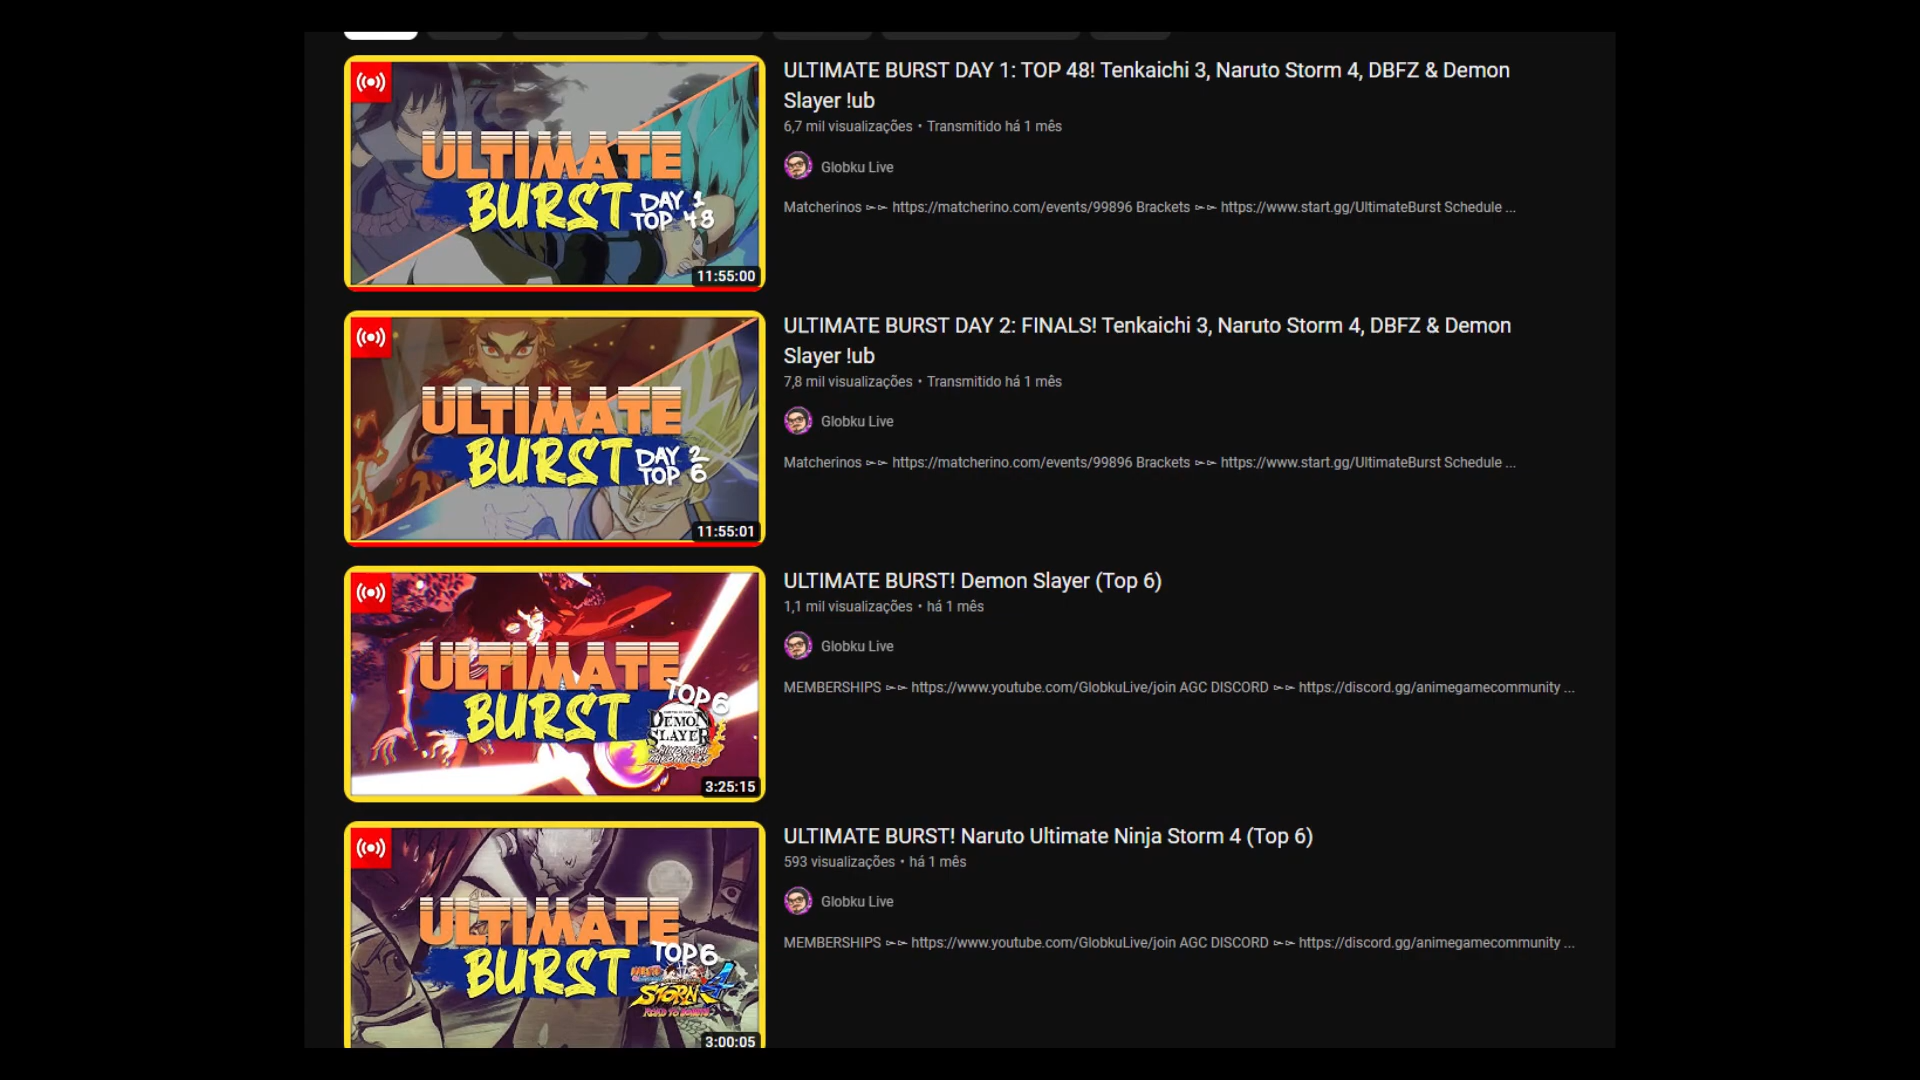 ULTIMATE
BURST
DAY 1
TOP 48
11:55:00
ULTIMATE BURST DAY 1: TOP 48! Tenkaichi 3, Naruto Storm 4, DBFZ & Demon
Slayer !ub
6,7 mil visualizações • Transmitido há 1 mês
Globku Live
Matcherinos ➳➳ https://matcherino.com/events/99896 Brackets ➳➳ https://www.start.gg/UltimateBurst Schedule ...
ULTIMATE
BURST
DAY 2
TOP 6
11:55:01
ULTIMATE BURST DAY 2: FINALS! Tenkaichi 3, Naruto Storm 4, DBFZ & Demon
Slayer !ub
7,8 mil visualizações • Transmitido há 1 mês
Globku Live
Matcherinos ➳➳ https://matcherino.com/events/99896 Brackets ➳➳ https://www.start.gg/UltimateBurst Schedule ...
ULTIMATE
BURST
TOP 6
DEMON
SLAYER
3:25:15
ULTIMATE BURST! Demon Slayer (Top 6)
1,1 mil visualizações • há 1 mês
Globku Live
MEMBERSHIPS ➳➳ https://www.youtube.com/GlobkuLive/join AGC DISCORD ➳➳ https://discord.gg/animegamecommunity ...
ULTIMATE
BURST
TOP 6
STORM 4
3:00:05
ULTIMATE BURST! Naruto Ultimate Ninja Storm 4 (Top 6)
593 visualizações • há 1 mês
Globku Live
MEMBERSHIPS ➳➳ https://www.youtube.com/GlobkuLive/join AGC DISCORD ➳➳ https://discord.gg/animegamecommunity ...